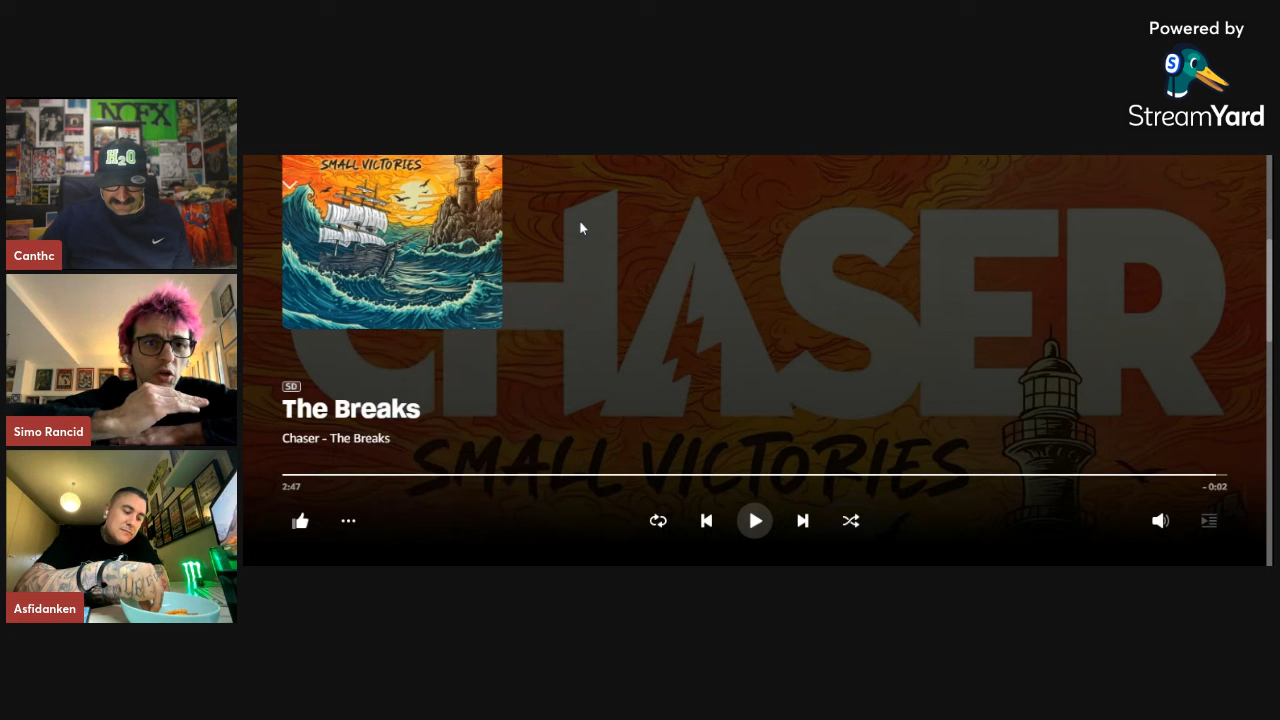 Powered by
StreamYard
NOFX
H2O
Canthc
Simo Rancid
Asfidanken
SMALL VICTORIES
CHASER
SMALL VICTORIES
SD
The Breaks
Chaser - The Breaks
2:47
- 0:02